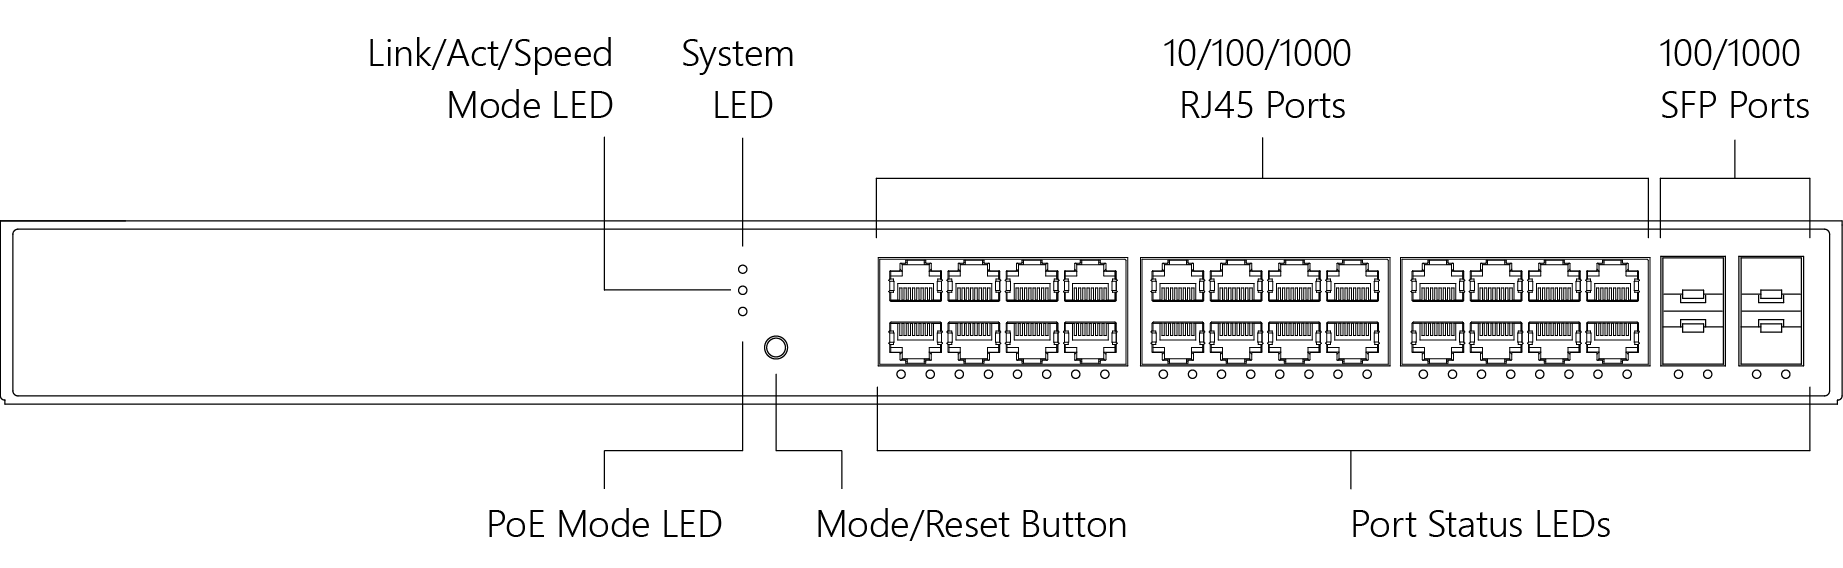 Link/Act/Speed
Mode LED
System
LED
10/100/1000
RJ45 Ports
100/1000
SFP Ports
PoE Mode LED
Mode/Reset Button
Port Status LEDs